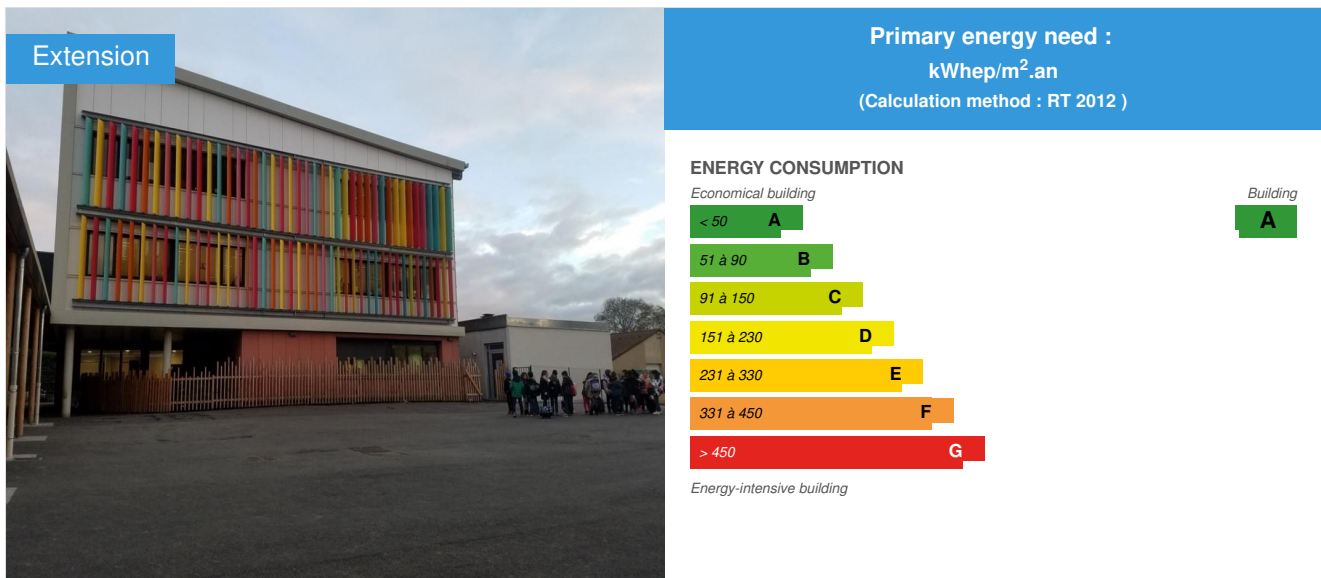 Extension
Primary energy need :
kWhep/m².an
(Calculation method : RT 2012 )
ENERGY CONSUMPTION
Economical building
Building
< 50 A
A
51 à 90 B
91 à 150 C
151 à 230 D
231 à 330 E
331 à 450 F
> 450 G
Energy-intensive building